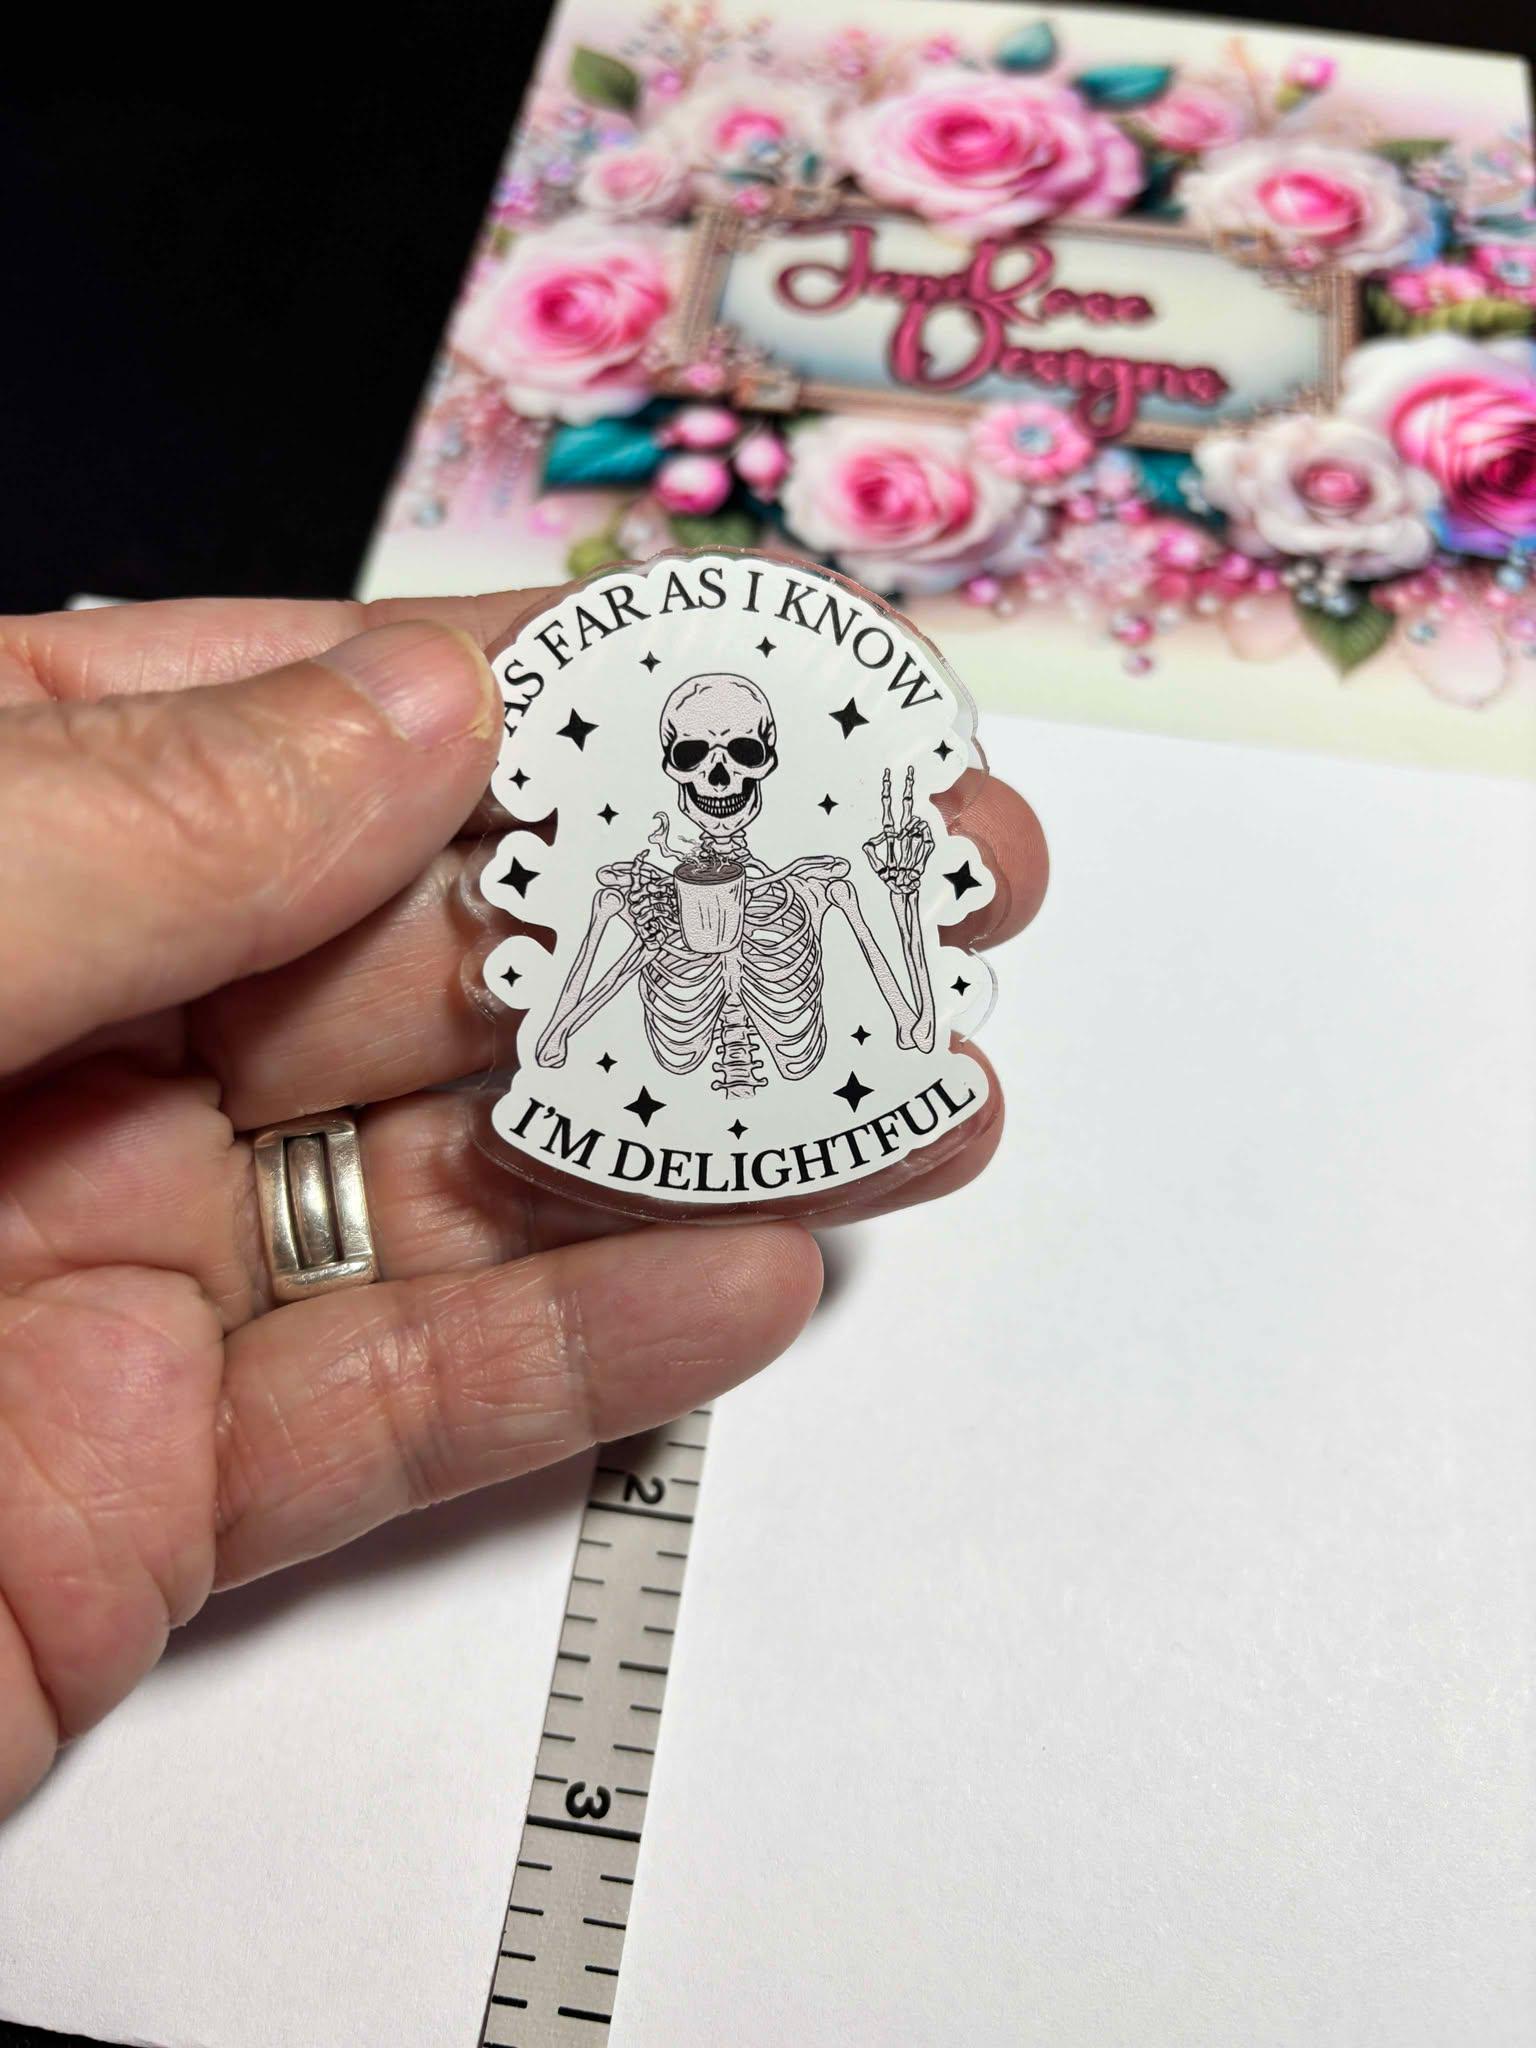 JeniRose
Designs
AS FAR AS I KNOW
I'M DELIGHTFUL
2
3